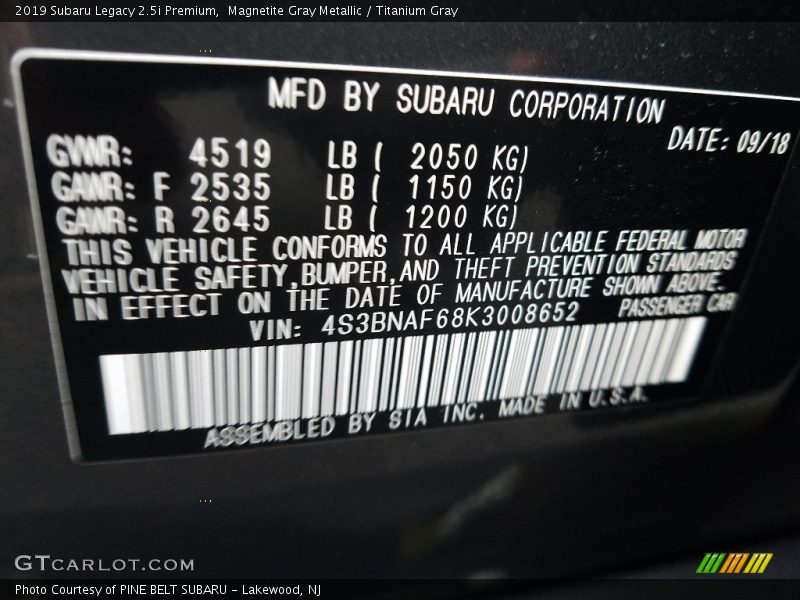 2019 Subaru Legacy 2.5i Premium,  Magnetite Gray Metallic / Titanium Gray
MFD BY SUBARU CORPORATION
DATE: 09/18
GVWR: 4519 LB ( 2050 KG)
GAWR: F 2535 LB ( 1150 KG)
GAWR: R 2645 LB ( 1200 KG)
THIS VEHICLE CONFORMS TO ALL APPLICABLE FEDERAL MOTOR
VEHICLE SAFETY,BUMPER,AND THEFT PREVENTION STANDARDS
IN EFFECT ON THE DATE OF MANUFACTURE SHOWN ABOVE.
VIN: 4S3BNAF68K3008652 PASSENGER CAR
ASSEMBLED BY SIA INC. MADE IN U.S.A.
GTCARLOT.COM
Photo Courtesy of PINE BELT SUBARU - Lakewood, NJ